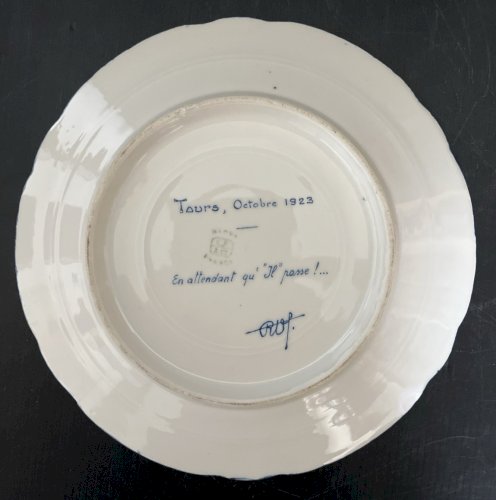 Tours, Octobre 1923
En attendant qu' "Il" passe !...